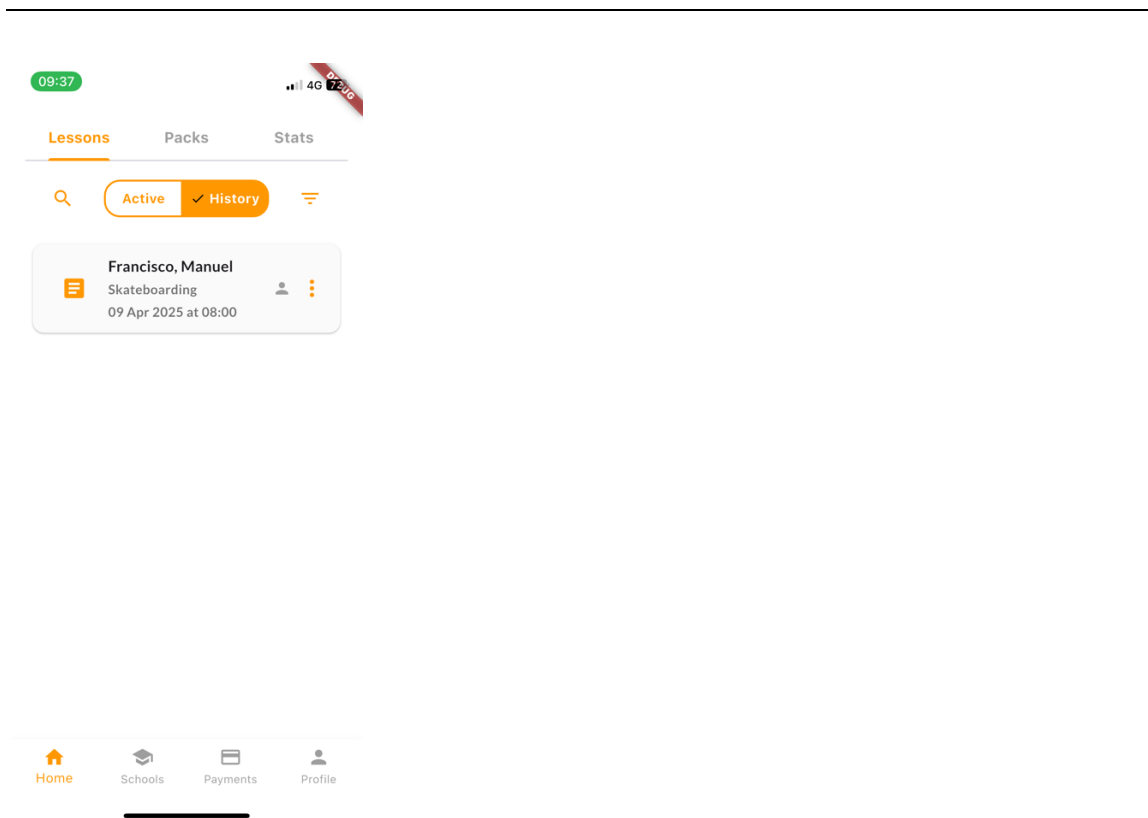 09:37
4G 72
DEBUG
Lessons Packs Stats
Active History
Francisco, Manuel
Skateboarding
09 Apr 2025 at 08:00
Home Schools Payments Profile